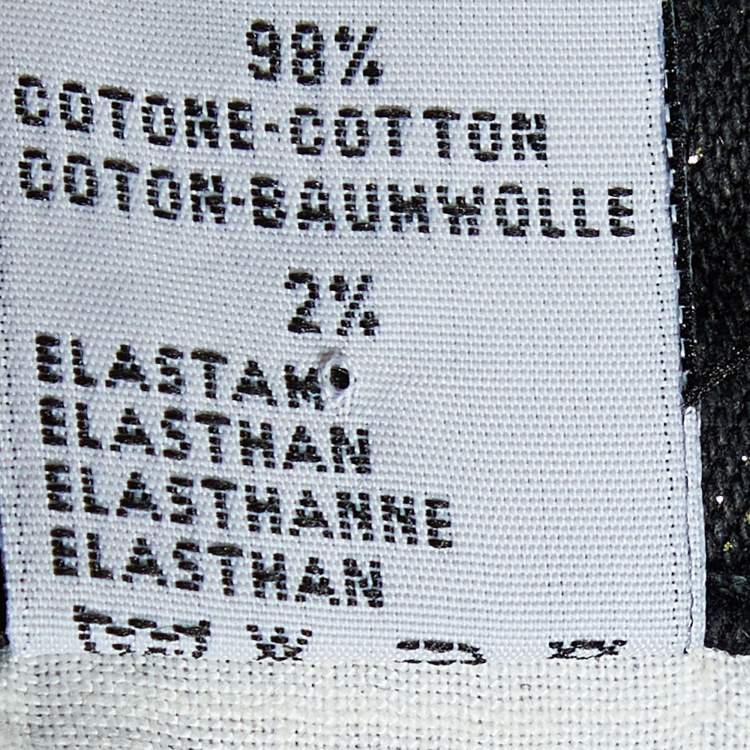 98%
COTONE-COTTON
COTON-BAUMWOLLE
2%
ELASTAN
ELASTHAN
ELASTHANNE
ELASTHAN